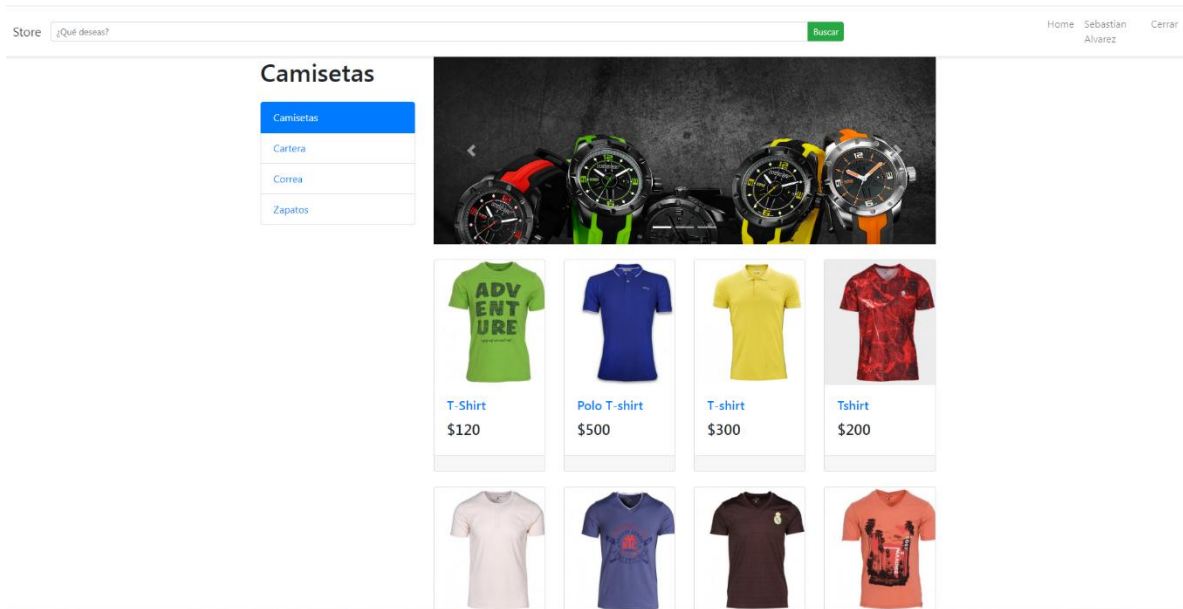 Store
¿Qué deseas?
Buscar
Home
Sebastian
Alvarez
Cerrar
Camisetas
Camisetas
Cartera
Correa
Zapatos
ADV
ENT
URE
T-Shirt
$120
Polo T-shirt
$500
T-shirt
$300
Tshirt
$200